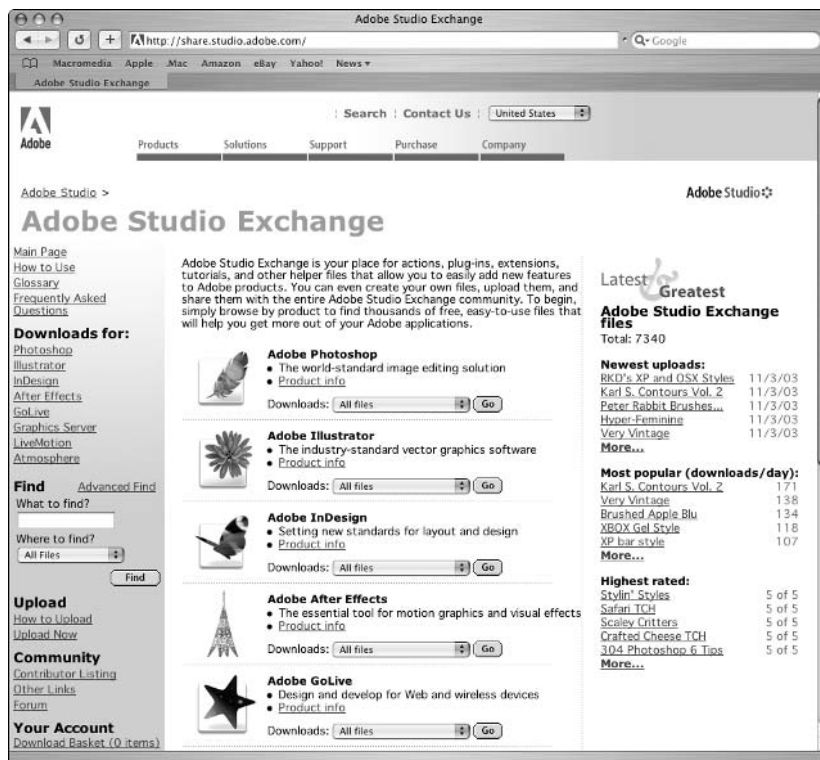 Adobe Studio Exchange
http://share.studio.adobe.com/
Google
Macromedia Apple .Mac Amazon eBay Yahoo! News
Adobe Studio Exchange
Search Contact Us United States
Adobe
Products Solutions Support Purchase Company
Adobe Studio >
Adobe Studio
Adobe Studio Exchange
Main Page
How to Use
Glossary
Frequently Asked
Questions
Downloads for:
Photoshop
Illustrator
InDesign
After Effects
GoLive
Graphics Server
LiveMotion
Atmosphere
Find Advanced Find
What to find?
Where to find?
All Files
Find
Upload
How to Upload
Upload Now
Community
Contributor Listing
Other Links
Forum
Your Account
Download Basket (0 items)
Adobe Studio Exchange is your place for actions, plug-ins, extensions,
tutorials, and other helper files that allow you to easily add new features
to Adobe products. You can even create your own files, upload them, and
share them with the entire Adobe Studio Exchange community. To begin,
simply browse by product to find thousands of free, easy-to-use files that
will help you get more out of your Adobe applications.
Adobe Photoshop
• The world-standard image editing solution
• Product info
Downloads: All files Go
Adobe Illustrator
• The industry-standard vector graphics software
• Product info
Downloads: All files Go
Adobe InDesign
• Setting new standards for layout and design
• Product info
Downloads: All files Go
Adobe After Effects
• The essential tool for motion graphics and visual effects
• Product info
Downloads: All files Go
Adobe GoLive
• Design and develop for Web and wireless devices
• Product info
Downloads: All files Go
Latest &
Greatest
Adobe Studio Exchange
files
Total: 7340
Newest uploads:
RKD's XP and OSX Styles 11/3/03
Karl S. Contours Vol. 2 11/3/03
Peter Rabbit Brushes... 11/3/03
Hyper-Feminine 11/3/03
Very Vintage 11/3/03
More...
Most popular (downloads/day):
Karl S. Contours Vol. 2 171
Very Vintage 138
Brushed Apple Blu 134
XBOX Gel Style 118
XP bar style 107
More...
Highest rated:
Stylin' Styles 5 of 5
Safari TCH 5 of 5
Scaley Critters 5 of 5
Crafted Cheese TCH 5 of 5
304 Photoshop 6 Tips 5 of 5
More...